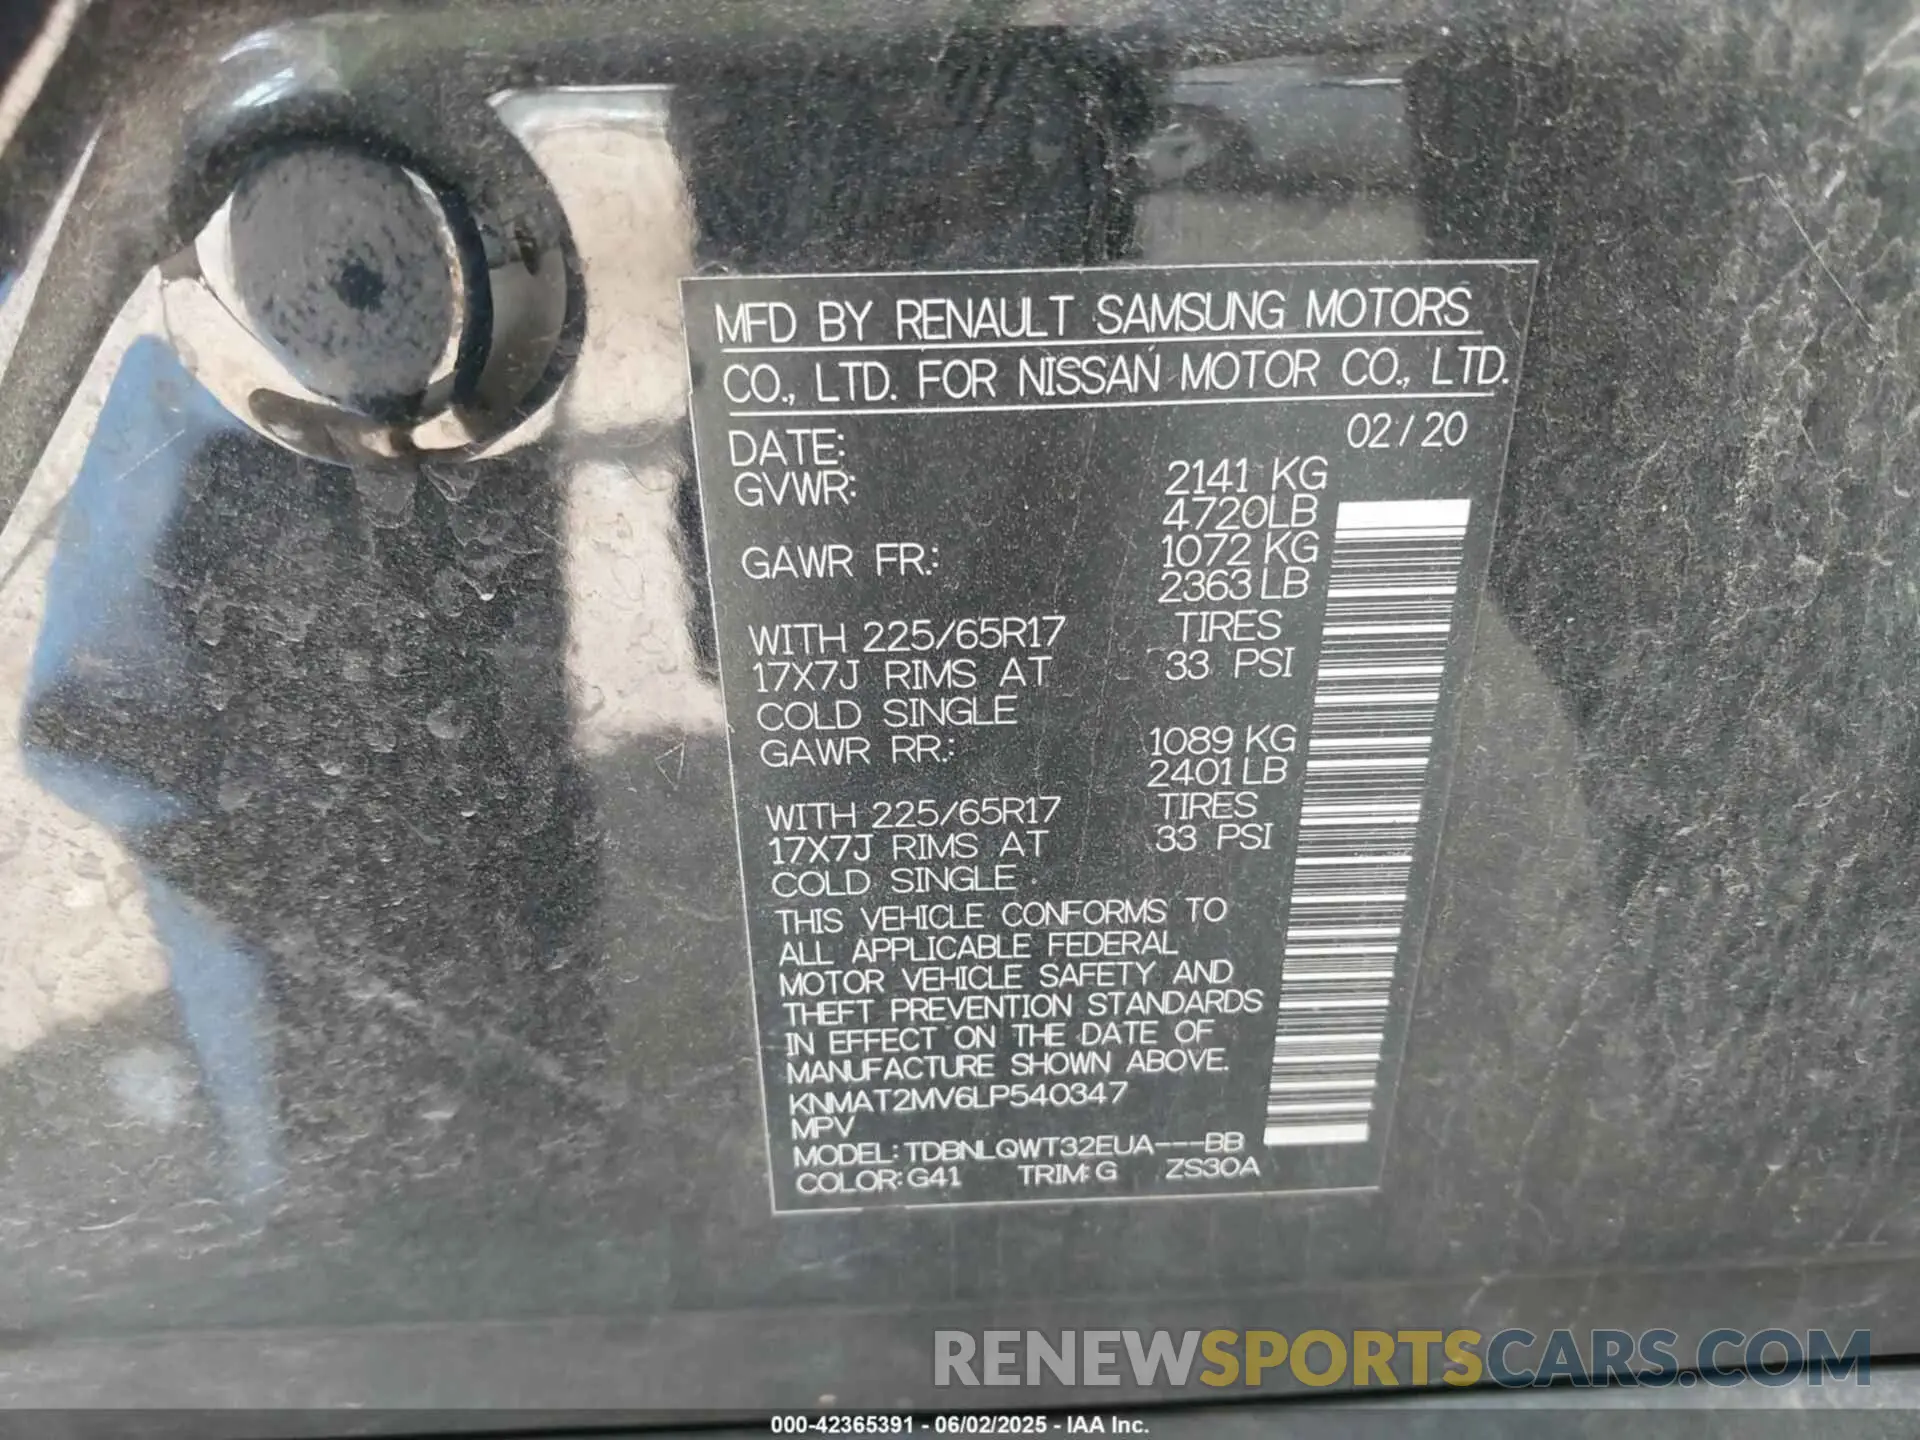 MFD BY RENAULT SAMSUNG MOTORS
CO., LTD. FOR NISSAN MOTOR CO., LTD.
DATE: 02/20
GVWR: 2141 KG
4720LB
GAWR FR.: 1072 KG
2363 LB
WITH 225/65R17 TIRES
17X7J RIMS AT 33 PSI
COLD SINGLE
GAWR RR.: 1089 KG
2401 LB
WITH 225/65R17 TIRES
17X7J RIMS AT 33 PSI
COLD SINGLE
THIS VEHICLE CONFORMS TO
ALL APPLICABLE FEDERAL
MOTOR VEHICLE SAFETY AND
THEFT PREVENTION STANDARDS
IN EFFECT ON THE DATE OF
MANUFACTURE SHOWN ABOVE.
KNMAT2MV6LP540347
MPV
MODEL: TDBNLQWT32EUA---BB
COLOR: G41 TRIM: G ZS30A
RENEWSPORTSCARS.COM
000-42365391 - 06/02/2025 - IAA Inc.